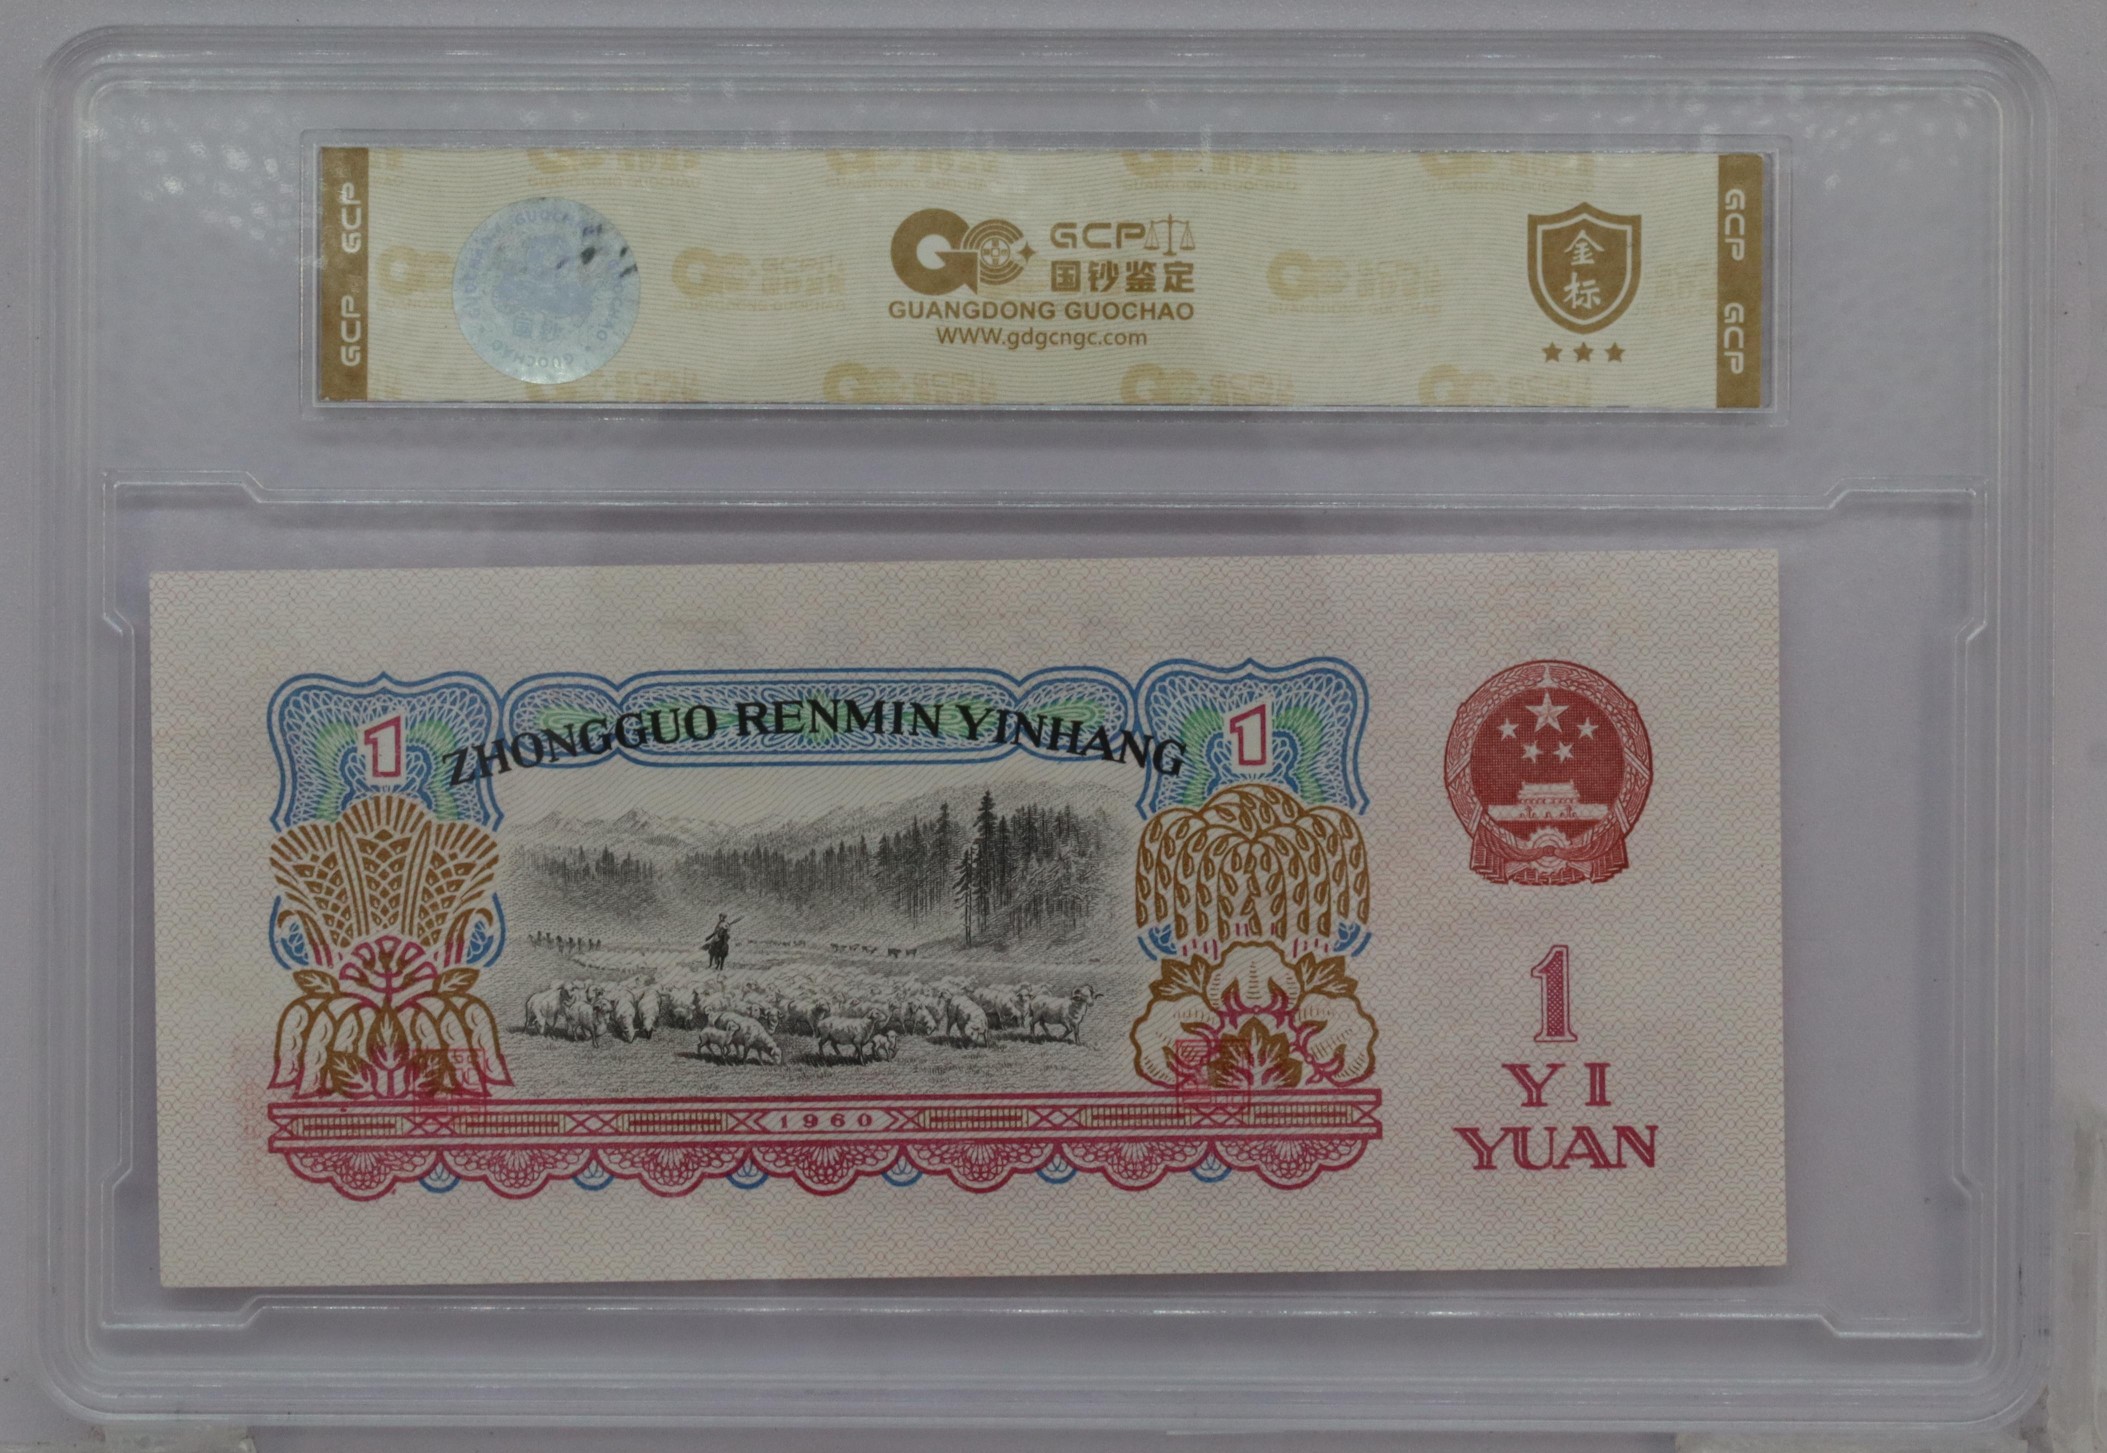 GCP GCP
GCP
国钞鉴定
GUANGDONG GUOCHAO
WWW.gdgcngc.com
金
标
GCP GCP
GUOCHAO
1
ZHONGGUO RENMIN YINHANG
1
1960
1
YI
YUAN